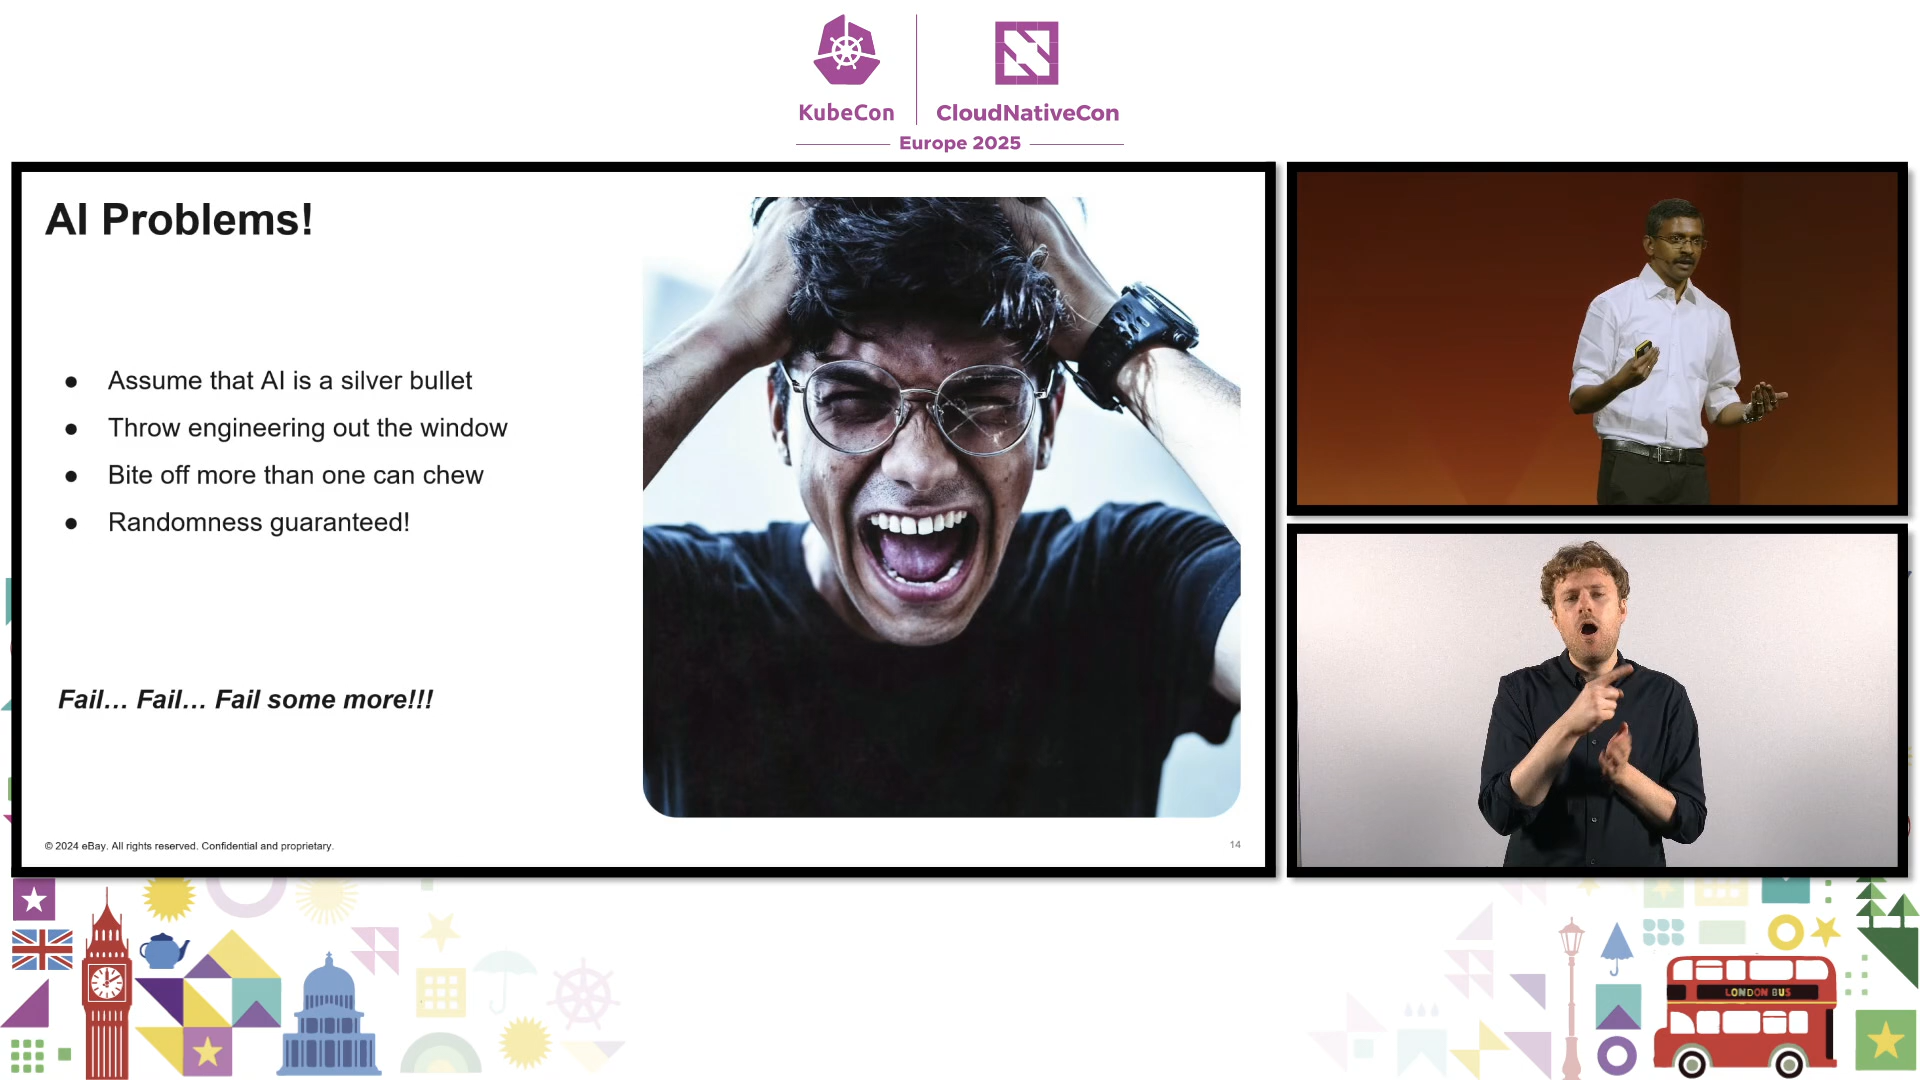 KubeCon
CloudNativeCon
Europe 2025
AI Problems!
● Assume that AI is a silver bullet
● Throw engineering out the window
● Bite off more than one can chew
● Randomness guaranteed!
Fail… Fail… Fail some more!!!
© 2024 eBay. All rights reserved. Confidential and proprietary.
14
LONDON BUS